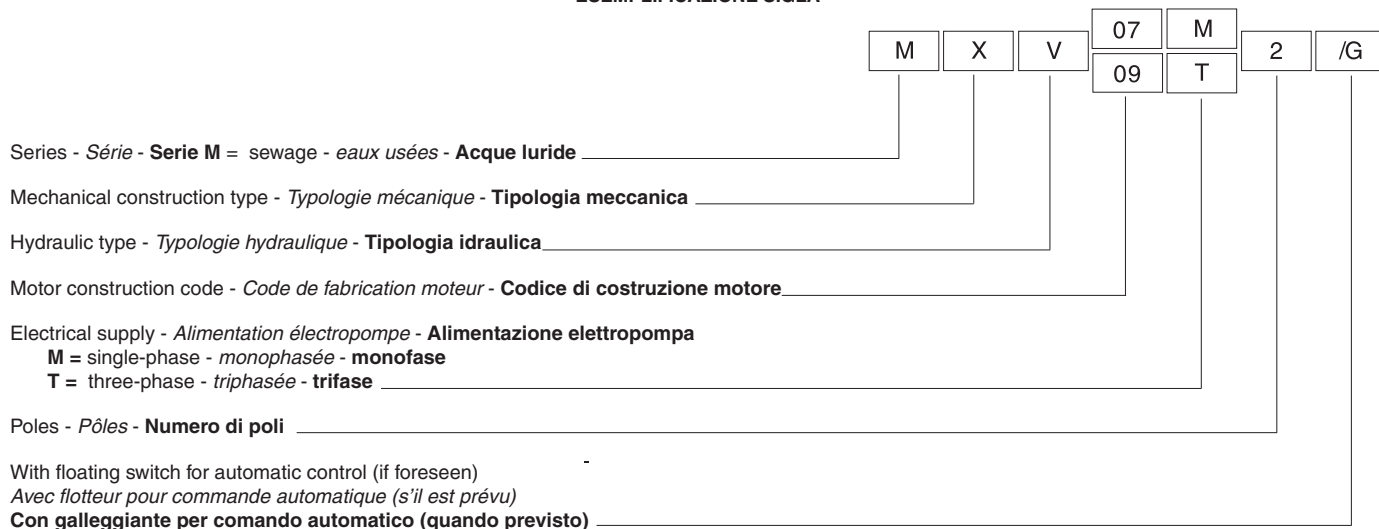 07 M
M X V 2 /G
09 T
Series - Série - Serie M = sewage - eaux usées - Acque luride
Mechanical construction type - Typologie mécanique - Tipologia meccanica
Hydraulic type - Typologie hydraulique - Tipologia idraulica
Motor construction code - Code de fabrication moteur - Codice di costruzione motore
Electrical supply - Alimentation électropompe - Alimentazione elettropompa
M = single-phase - monophasée - monofase
T = three-phase - triphasée - trifase
Poles - Pôles - Numero di poli
With floating switch for automatic control (if foreseen)
Avec flotteur pour commande automatique (s'il est prévu)
Con galleggiante per comando automatico (quando previsto)